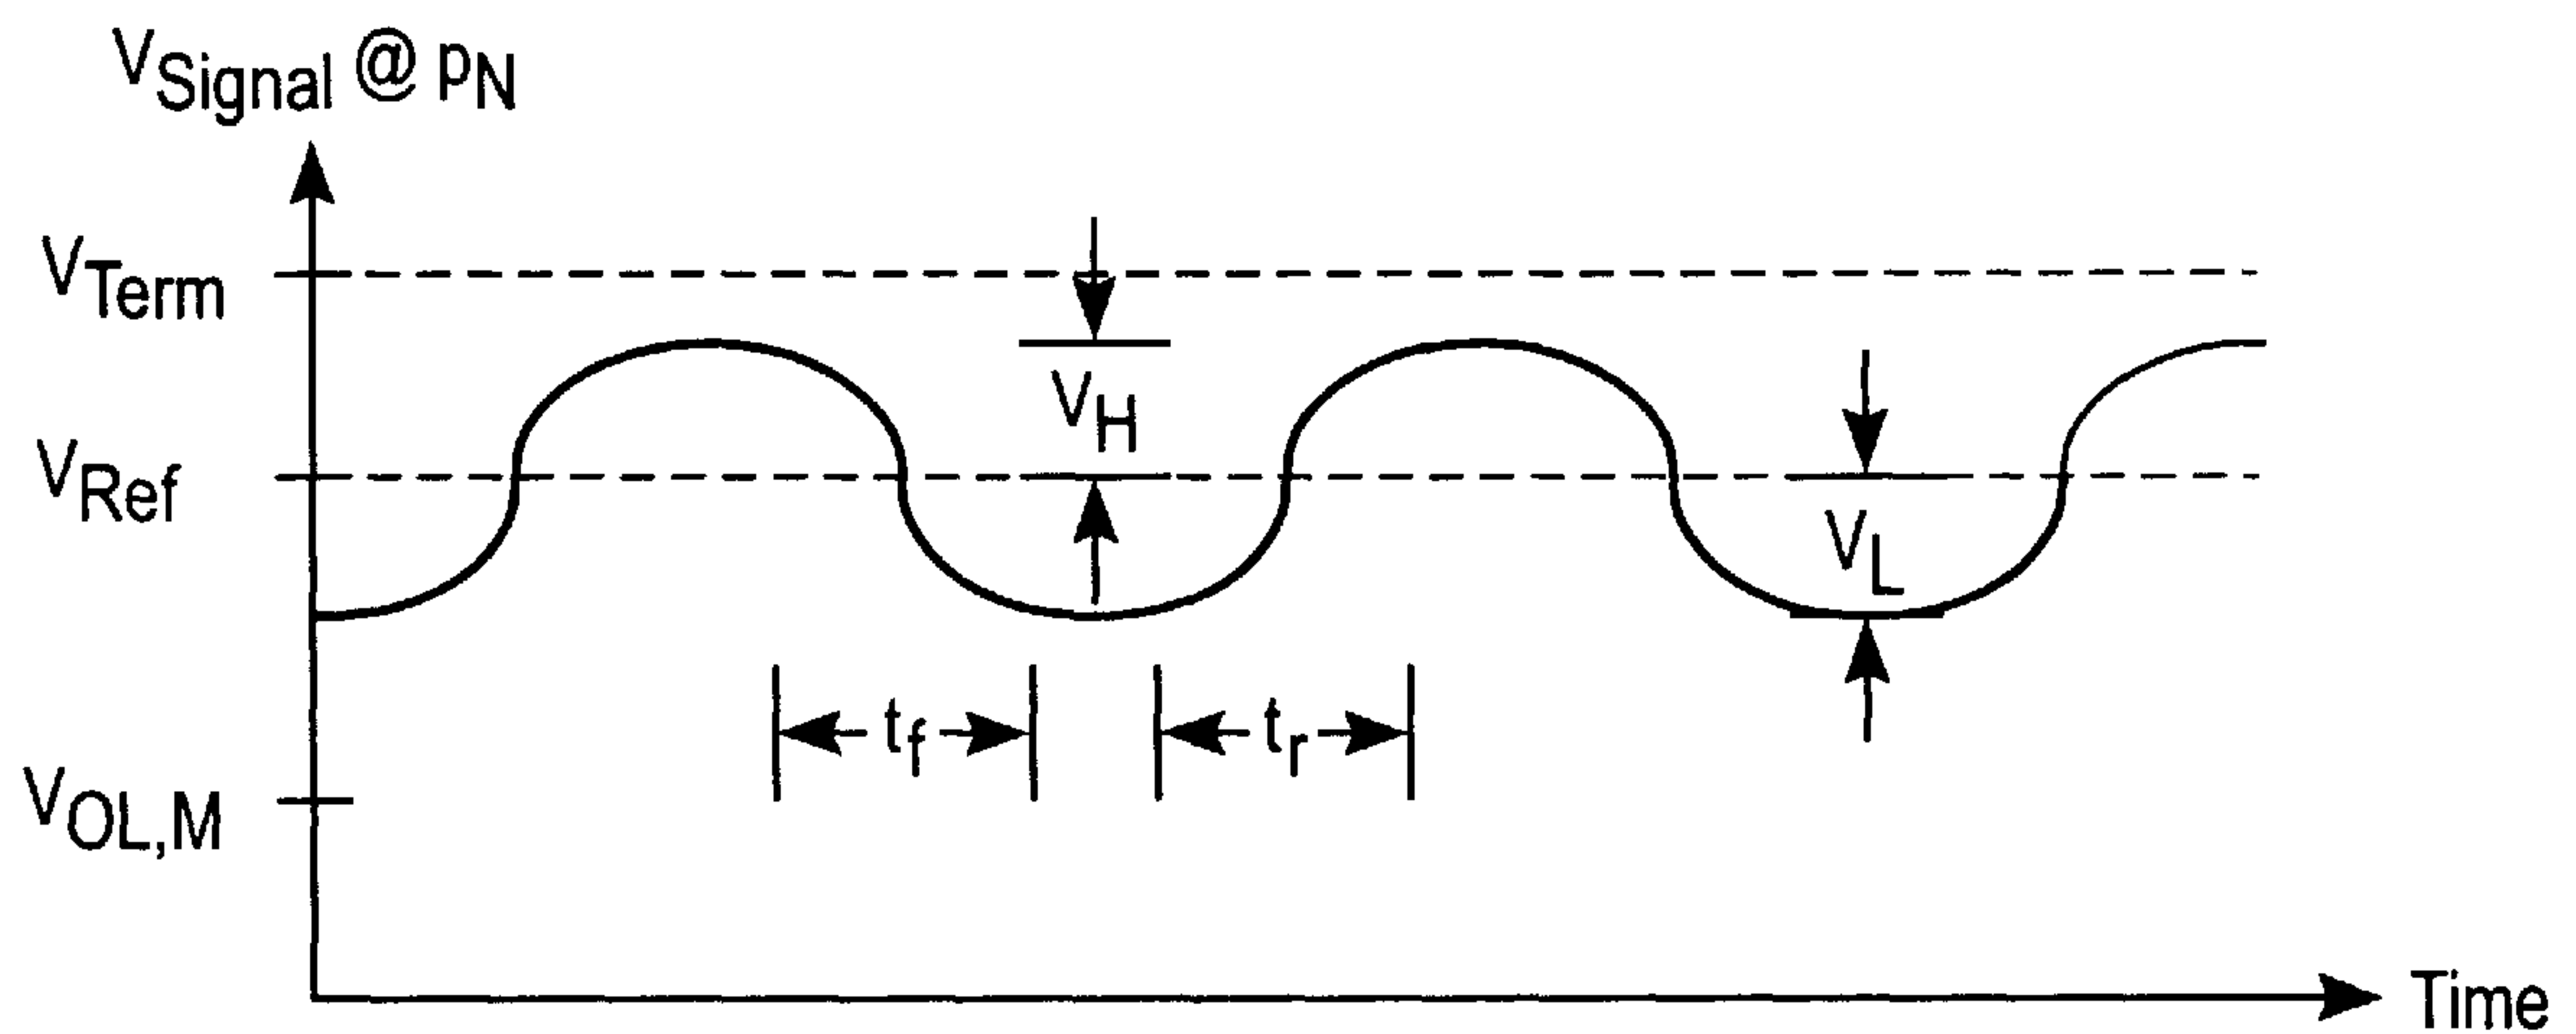 VSignal @ pN
VTerm
VH
VRef
VL
tf
tr
VOL,M
Time